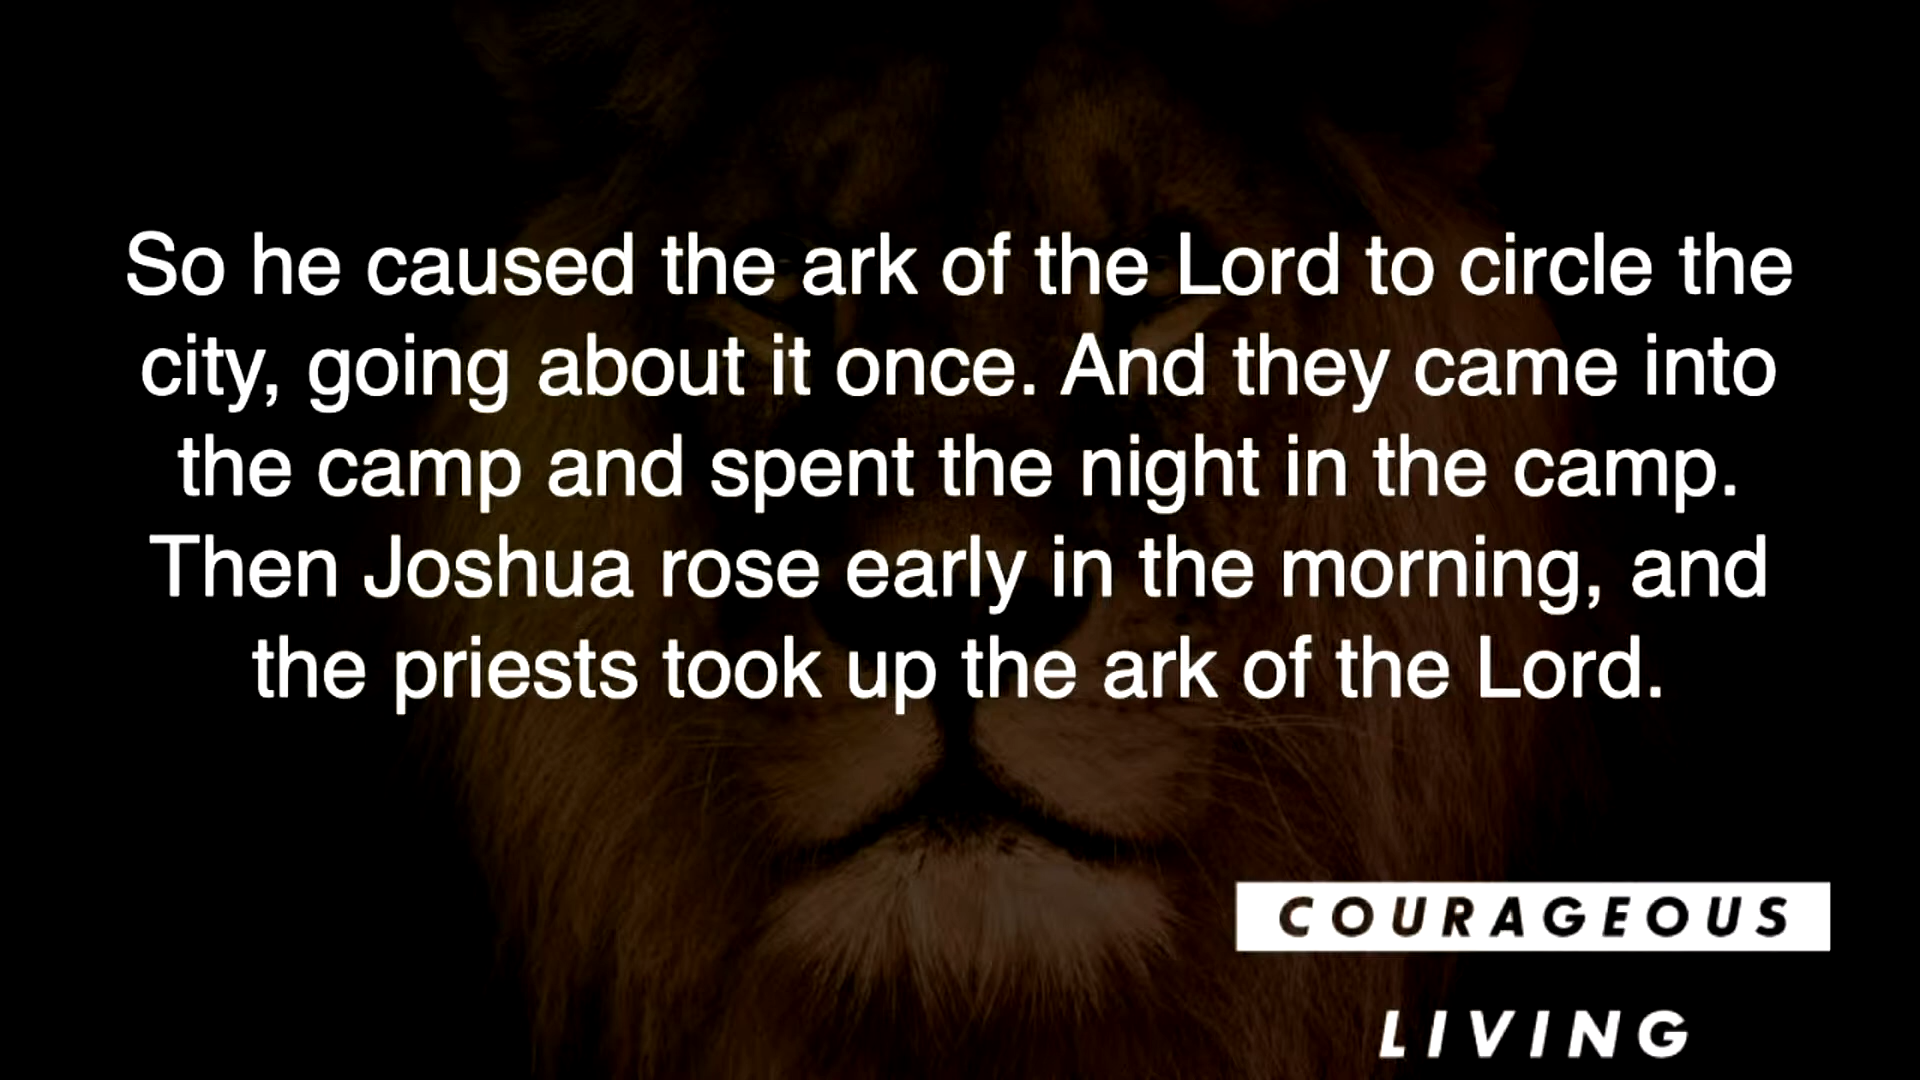 So he caused the ark of the Lord to circle the
city, going about it once. And they came into
the camp and spent the night in the camp.
Then Joshua rose early in the morning, and
the priests took up the ark of the Lord.
COURAGEOUS
LIVING